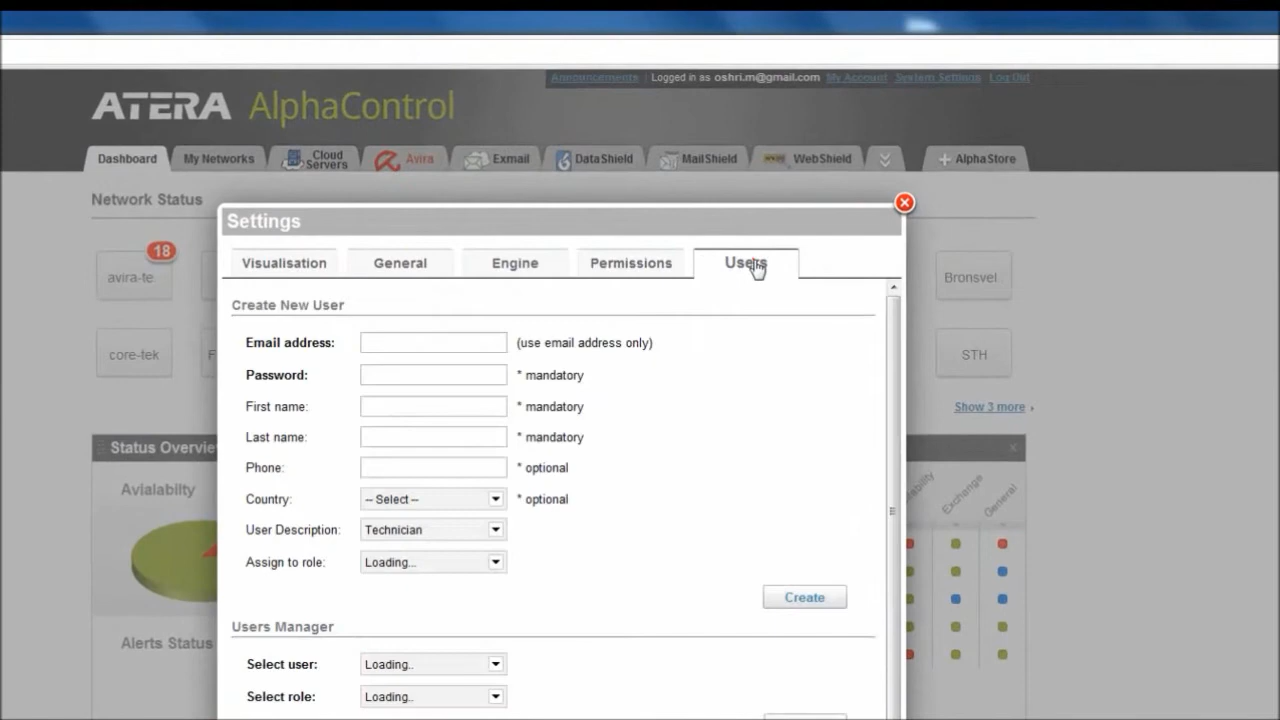 Announcements | Logged in as oshri.m@gmail.com My Account System Settings Log Out
ATERA AlphaControl
Dashboard My Networks Cloud Servers Avira Exmail DataShield MailShield WebShield + AlphaStore
Network Status
Settings
18
Visualisation General Engine Permissions Users
avira-te
Bronsvel
Create New User
Email address: (use email address only)
core-tek F STH
Password: * mandatory
First name: * mandatory
Show 3 more ›
Last name: * mandatory
Status Overvie
Phone: * optional
Avialabilty Exchange General
Country: -- Select -- * optional
User Description: Technician
Assign to role: Loading...
Create
Users Manager
Alerts Status
Select user: Loading..
Select role: Loading..